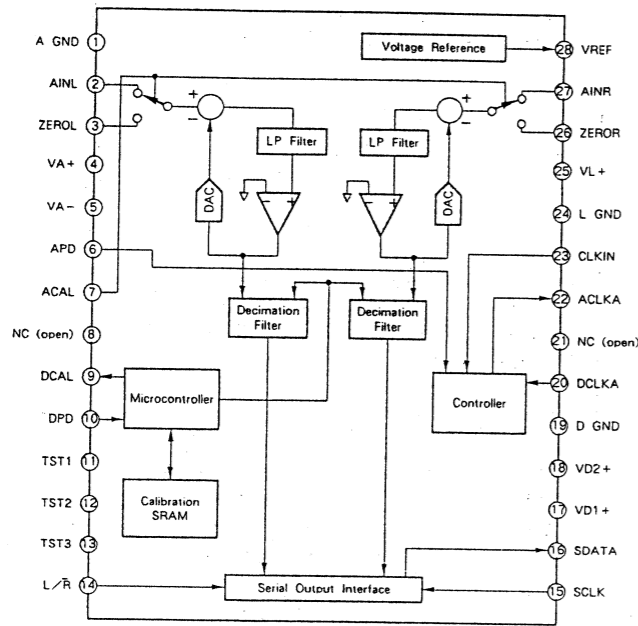 A GND
1
AINL
2
ZEROL
3
VA+
4
VA-
5
APD
6
ACAL
7
NC (open)
8
DCAL
9
DPD
10
TST1
11
TST2
12
TST3
13
L/R̅
14
Voltage Reference
28
VREF
27
AINR
26
ZEROR
25
VL+
24
L GND
23
CLKIN
22
ACLKA
21
NC (open)
20
DCLKA
19
D GND
18
VD2+
17
VD1+
16
SDATA
15
SCLK
+
−
LP Filter
DAC
− +
+
−
LP Filter
DAC
− +
Decimation
Filter
Decimation
Filter
Microcontroller
Controller
Calibration
SRAM
Serial Output Interface